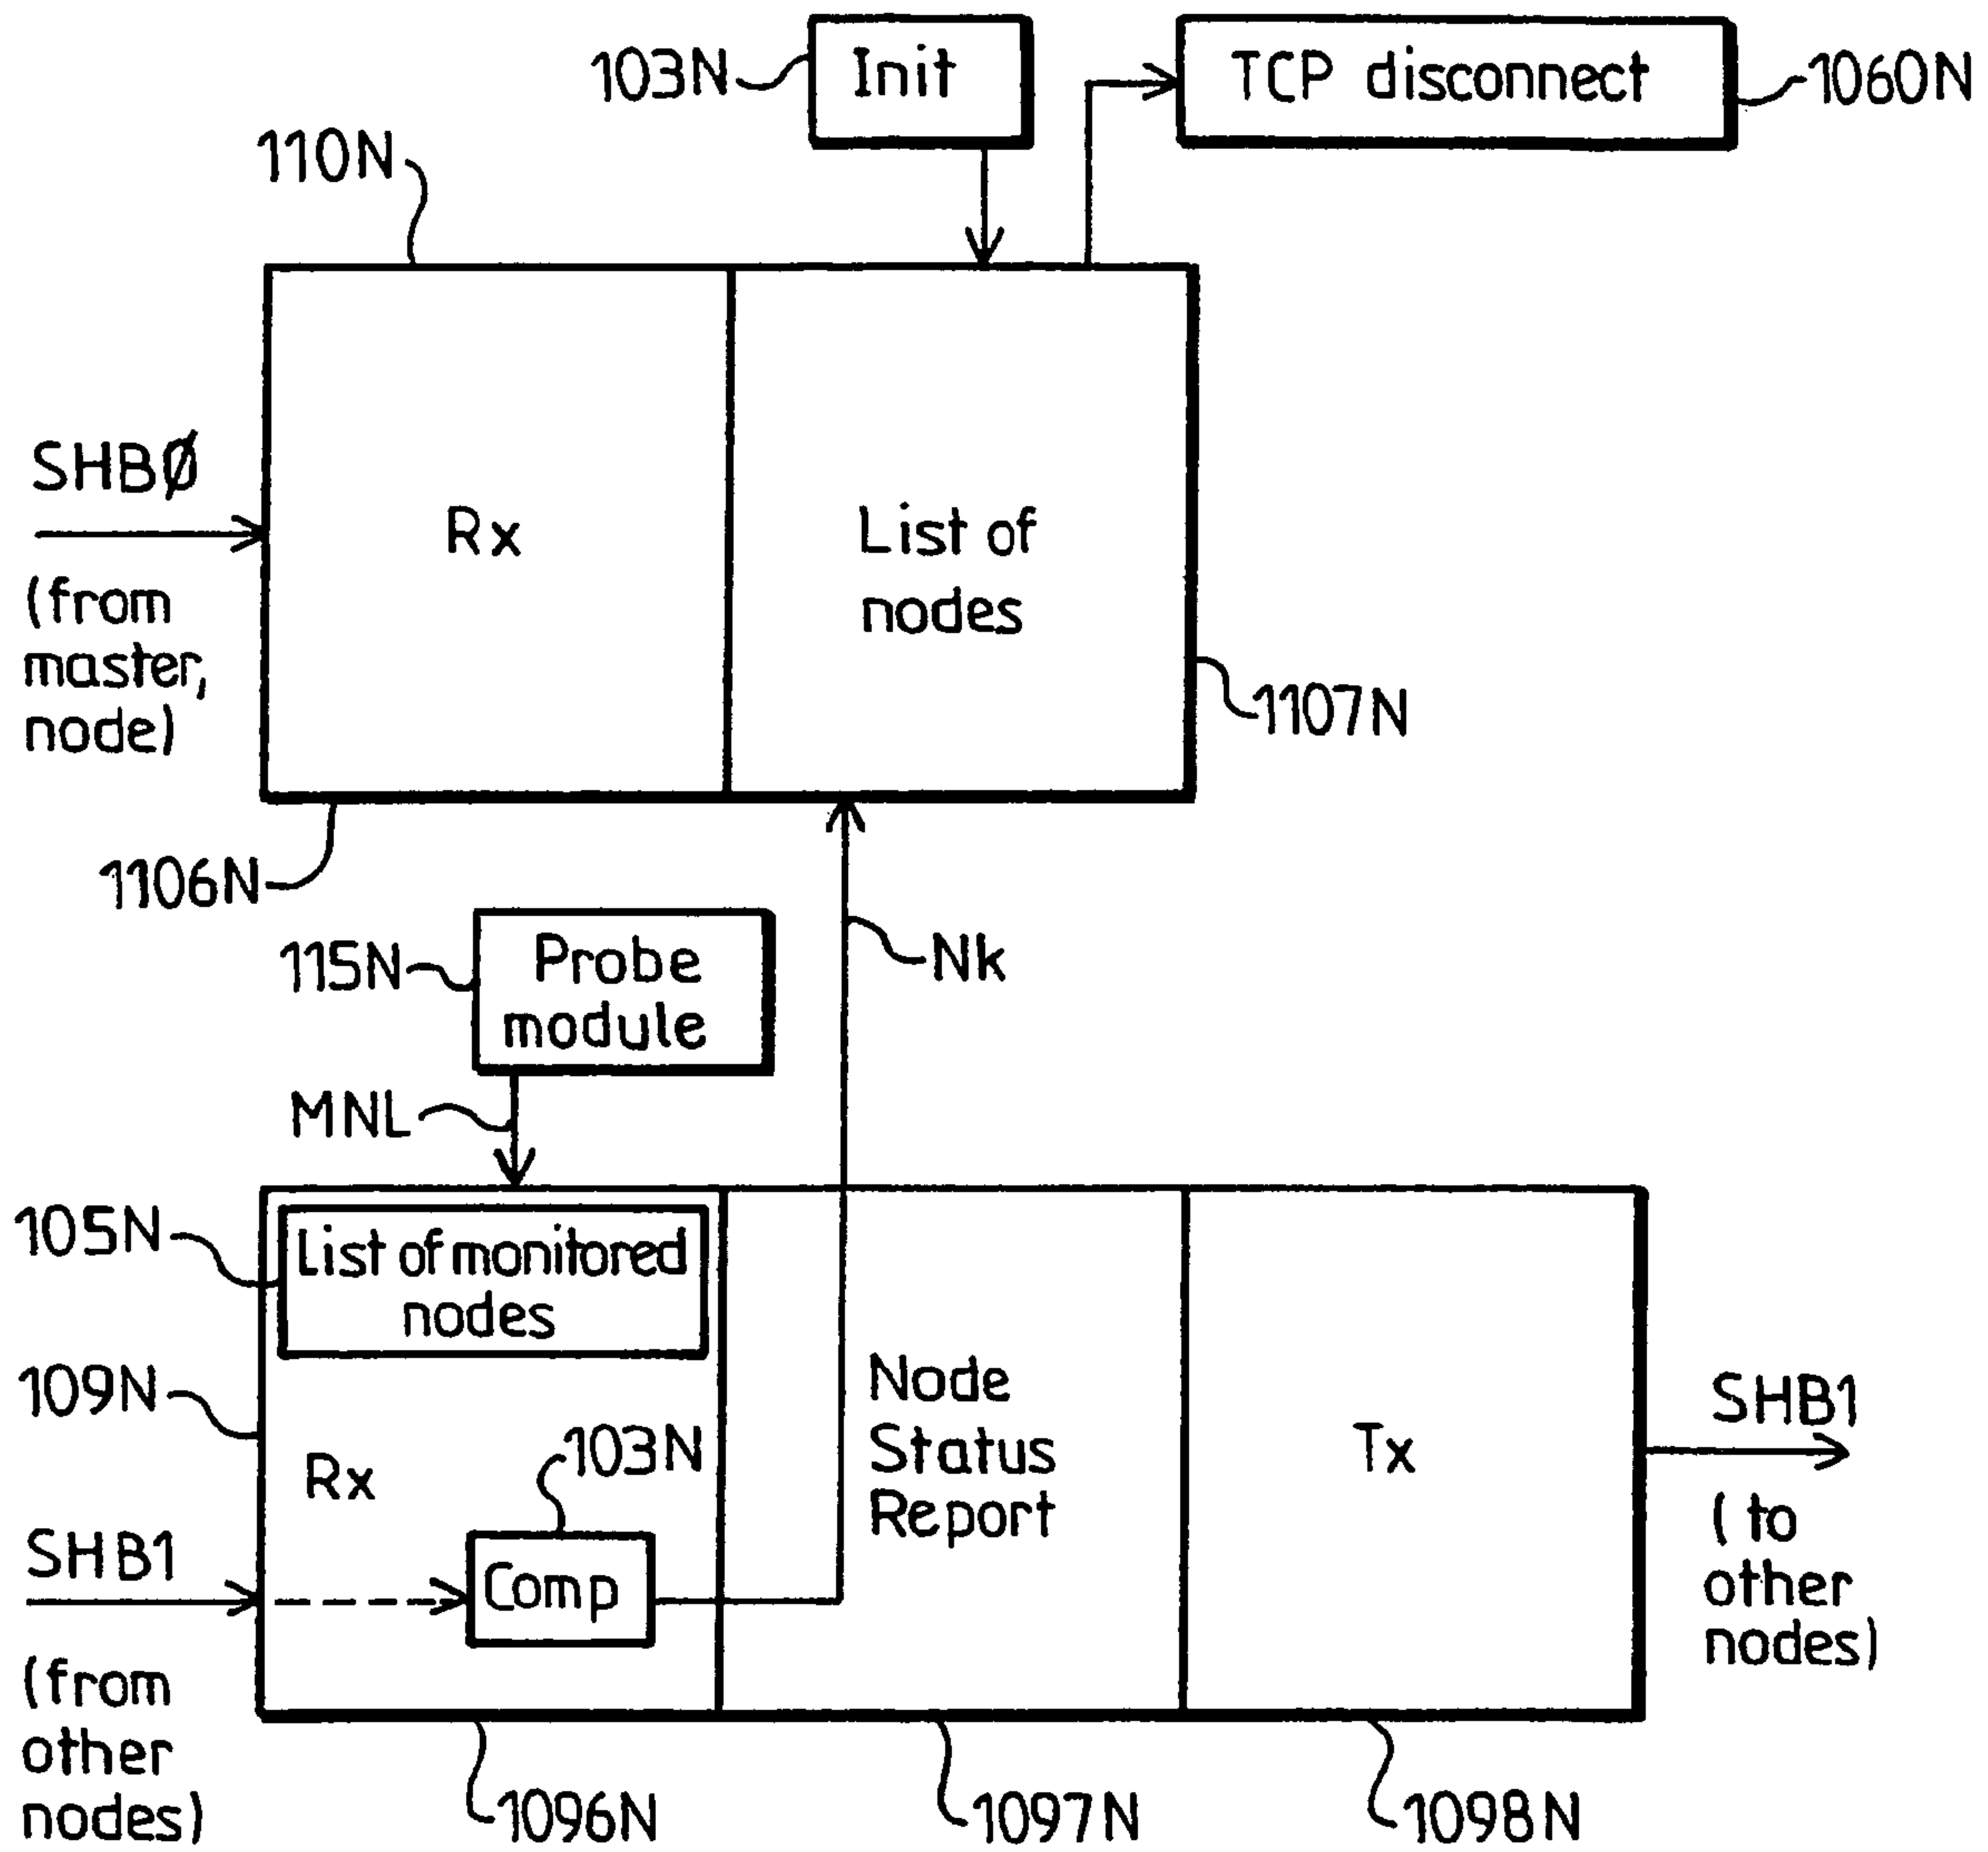 103N
Init
TCP disconnect
1060N
110N
SHBØ
(from
master,
node)
Rx
List of
nodes
1107N
1106N
115N
Probe
module
Nk
MNL
105N
List of monitored
nodes
109N
Rx
103N
Comp
Node
Status
Report
Tx
SHB1
(to
other
nodes)
SHB1
(from
other
nodes)
1096N
1097N
1098N